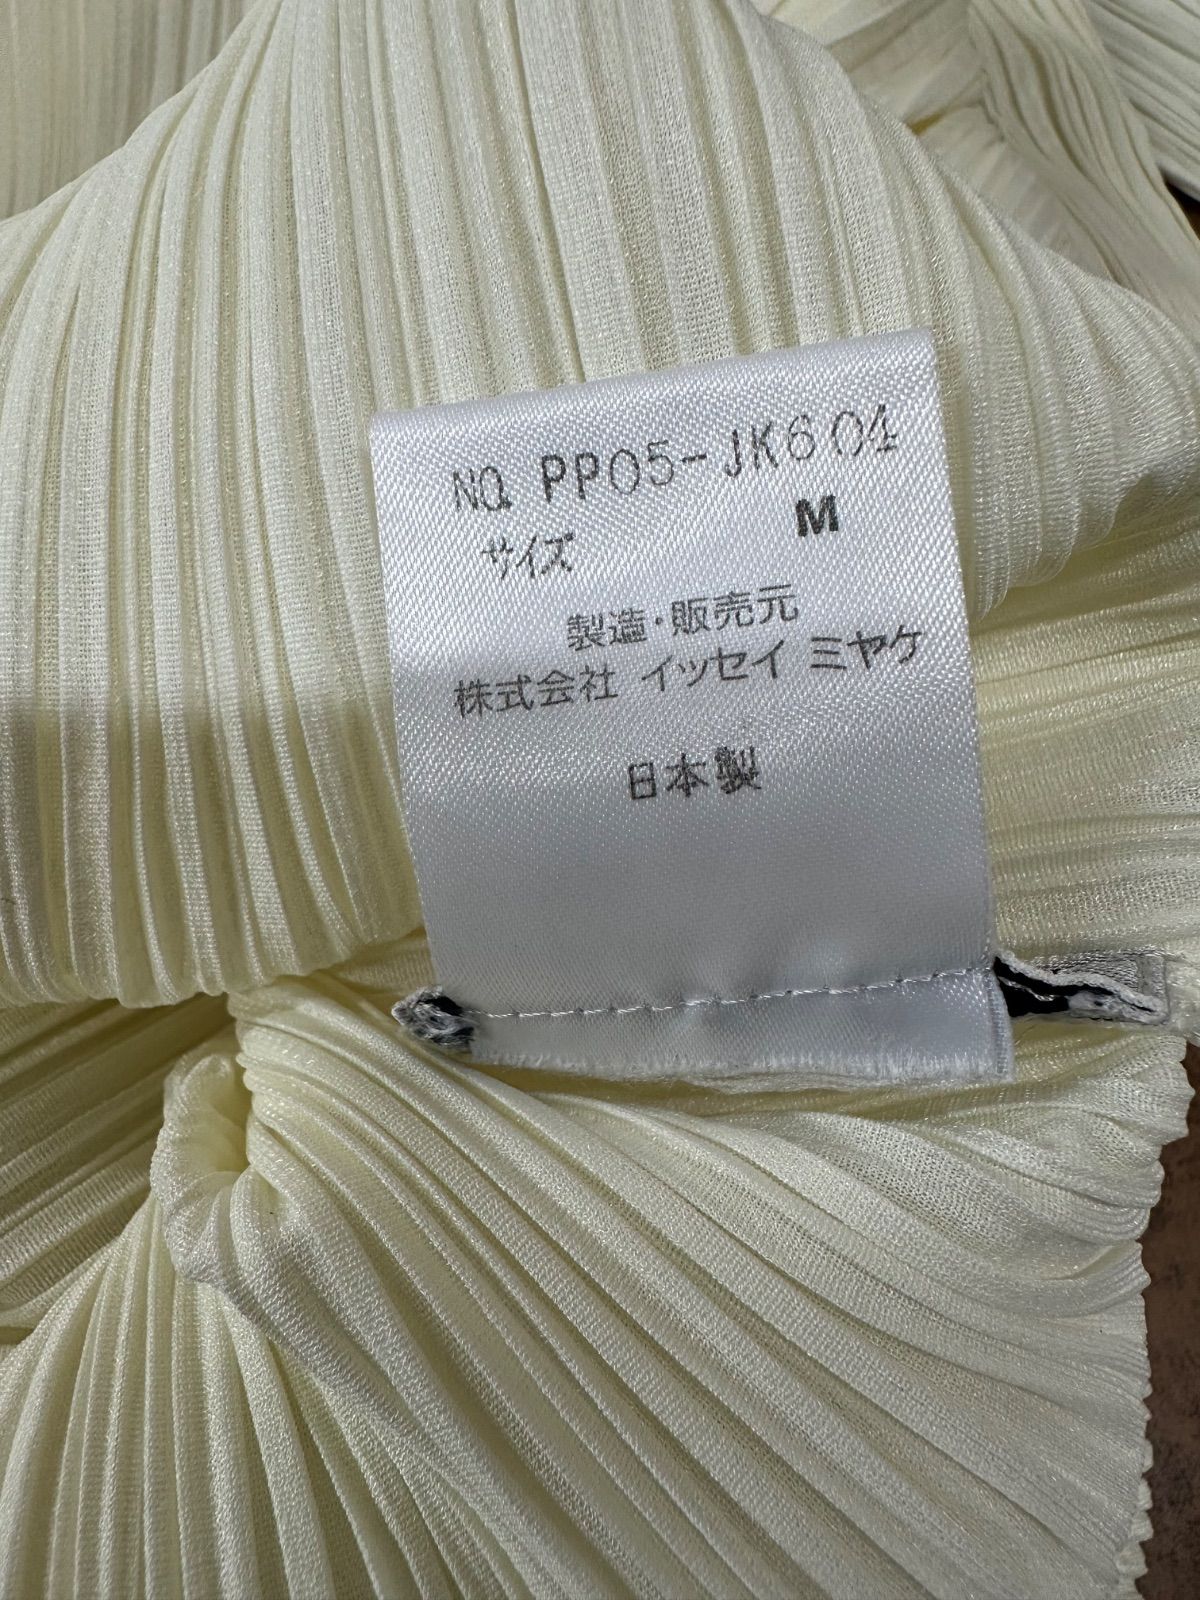 NO. PP05-JK604
サイズ M
製造・販売元
株式会社 イッセイ ミヤケ
日本製